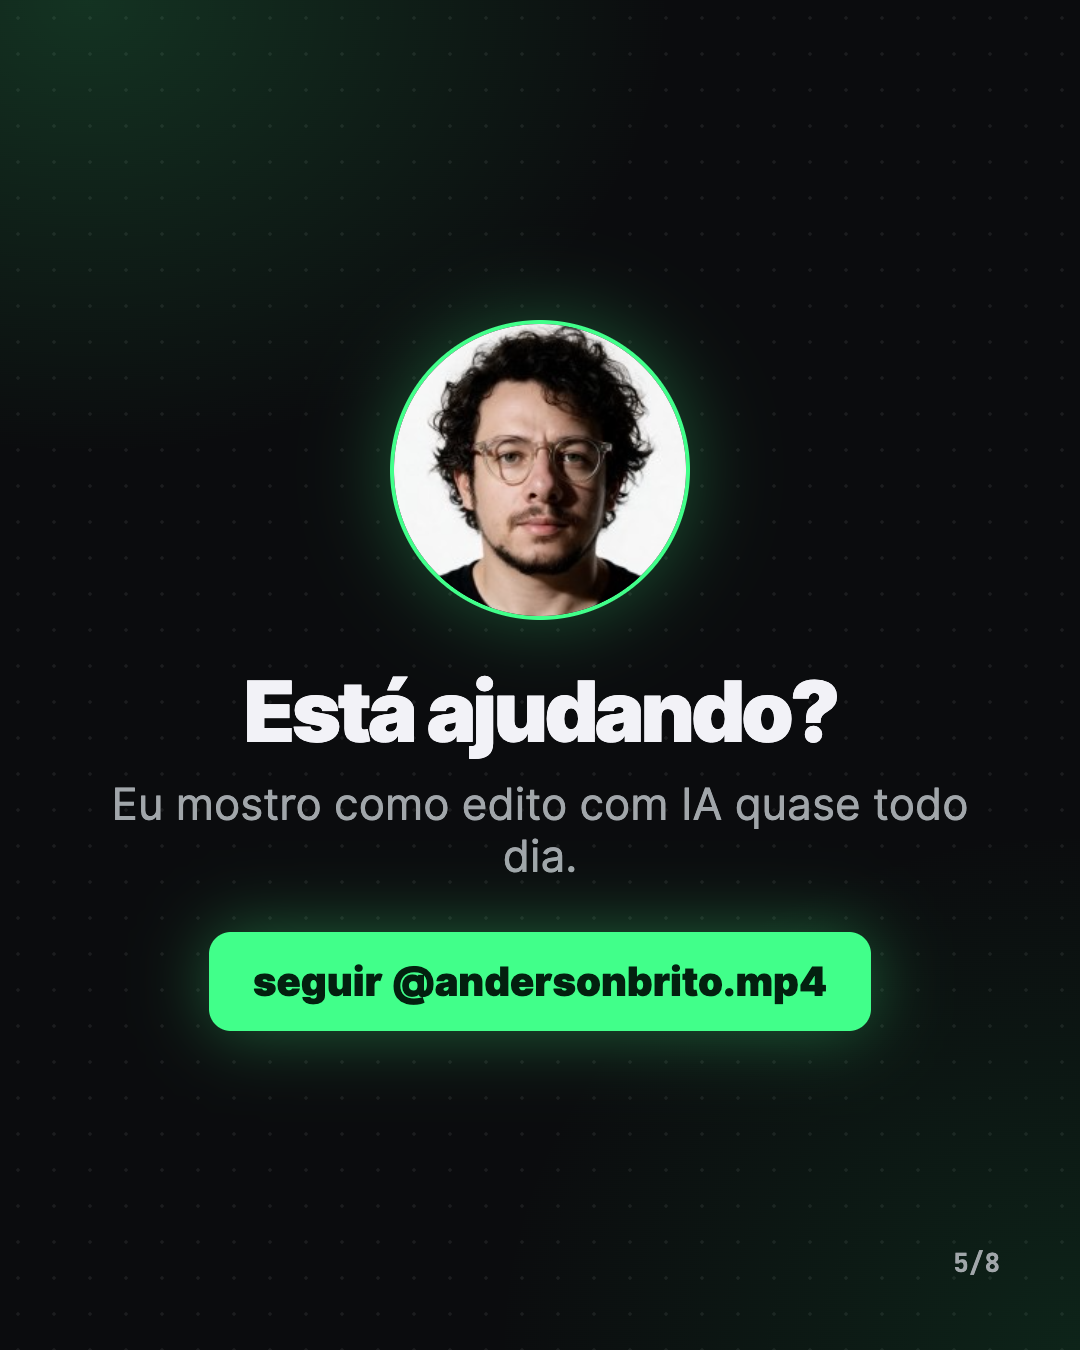 Está ajudando?
Eu mostro como edito com IA quase todo
dia.
seguir @andersonbrito.mp4
5/8